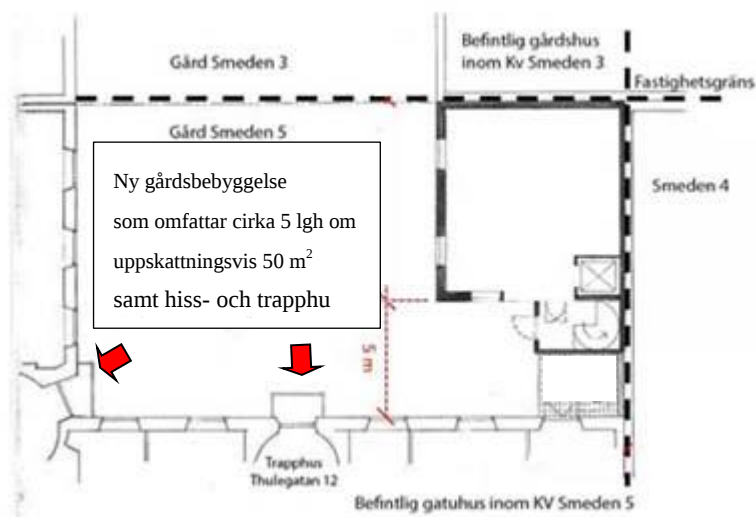 Befintlig gårdshus
inom Kv Smeden 3
Gård Smeden 3
Fastighetsgräns
Gård Smeden 5
Smeden 4
Ny gårdsbebyggelse
som omfattar cirka 5 lgh om
uppskattningsvis 50 m²
samt hiss- och trapphu
5 m
Trapphus
Thulegatan 12
Befintlig gatuhus inom KV Smeden 5